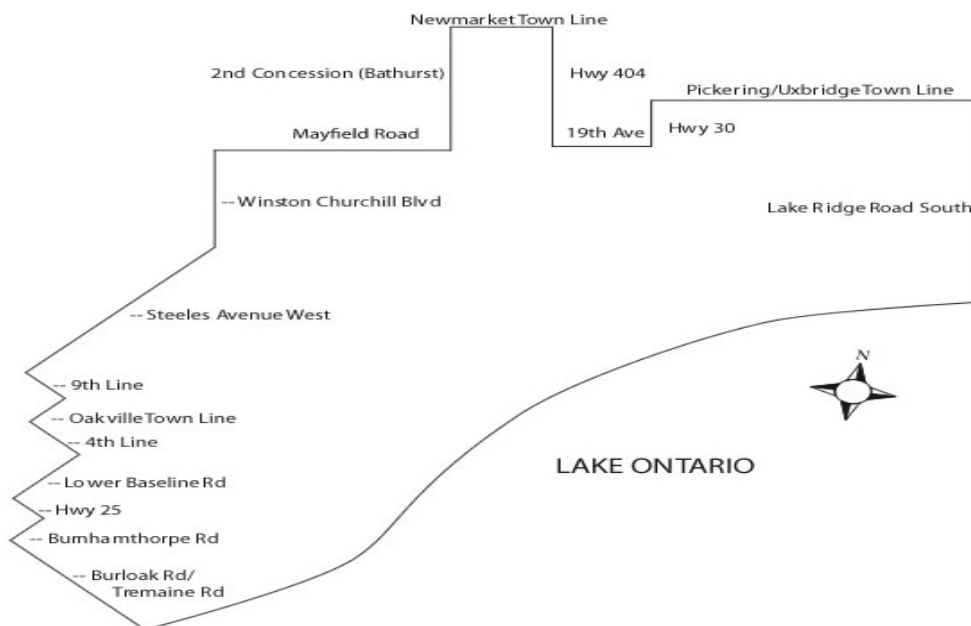 Newmarket Town Line
2nd Concession (Bathurst)
Hwy 404
Pickering/Uxbridge Town Line
Mayfield Road
19th Ave
Hwy 30
-- Winston Churchill Blvd
Lake Ridge Road South
-- Steeles Avenue West
N
-- 9th Line
-- Oakville Town Line
-- 4th Line
LAKE ONTARIO
-- Lower Baseline Rd
-- Hwy 25
-- Burnhamthorpe Rd
-- Burloak Rd/
Tremaine Rd